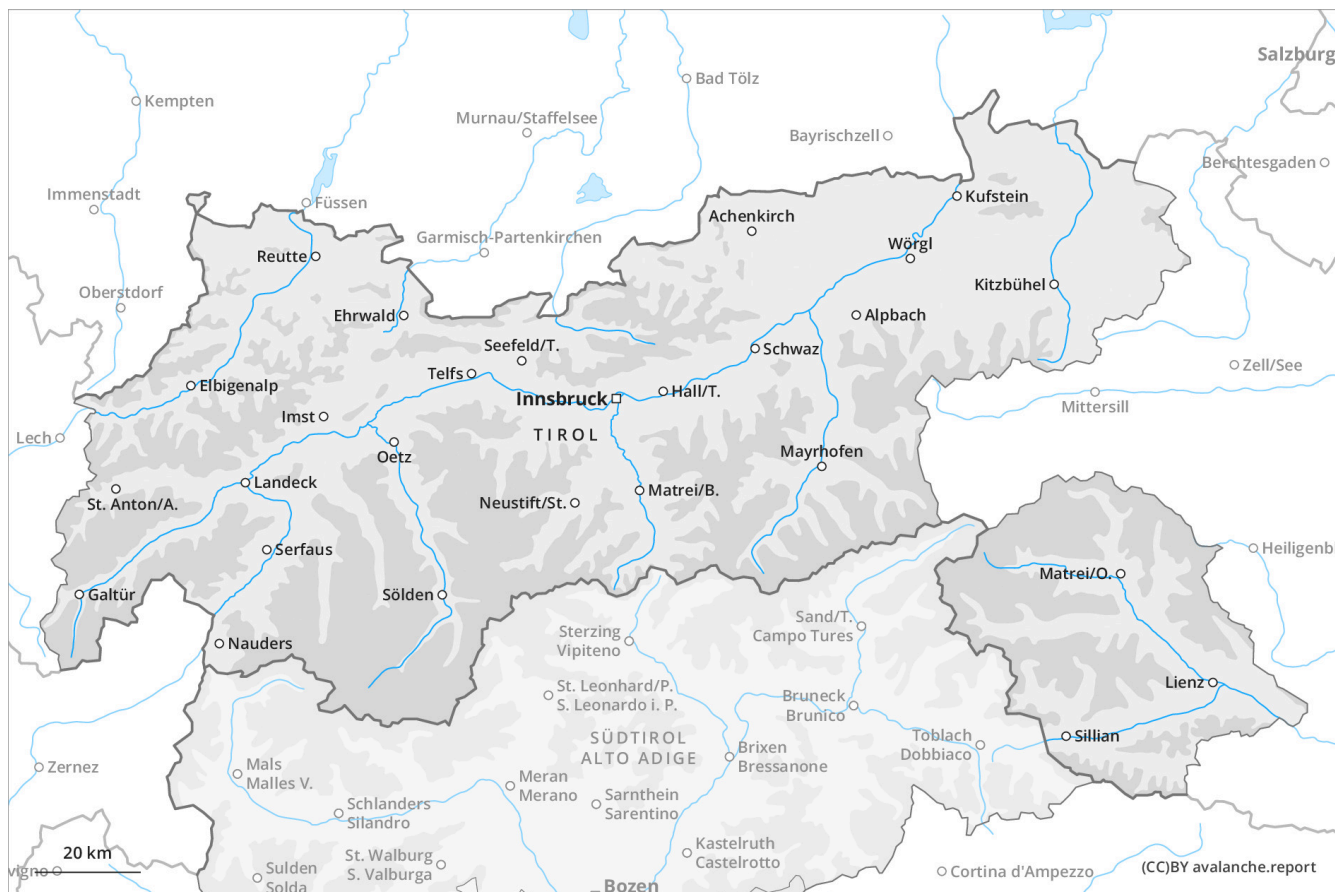 Salzburg
Bad Tölz
Kempten
Murnau/Staffelsee
Bayrischzell
Berchtesgaden
Immenstadt
Füssen
Kufstein
Achenkirch
Garmisch-Partenkirchen
Wörgl
Reutte
Kitzbühel
Oberstdorf
Ehrwald
Alpbach
Seefeld/T.
Schwaz
Zell/See
Telfs
Elbigenalp
Hall/T.
Innsbruck
Mittersill
Imst
TIROL
Lech
Oetz
Mayrhofen
Landeck
Matrei/B.
St. Anton/A.
Neustift/St.
Serfaus
Heiligenb
Matrei/O.
Galtür
Sölden
Sand/T.
Campo Tures
Sterzing
Vipiteno
Nauders
Lienz
St. Leonhard/P.
S. Leonardo i. P.
Bruneck
Brunico
SÜDTIROL
ALTO ADIGE
Toblach
Dobbiaco
Sillian
Brixen
Bressanone
Zernez
Mals
Malles V.
Meran
Merano
Schlanders
Silandro
Sarnthein
Sarentino
20 km
St. Walburg
S. Valburga
Kastelruth
Castelrotto
vigno
Sulden
Solda
Cortina d'Ampezzo
(CC)BY avalanche.report
Bozen